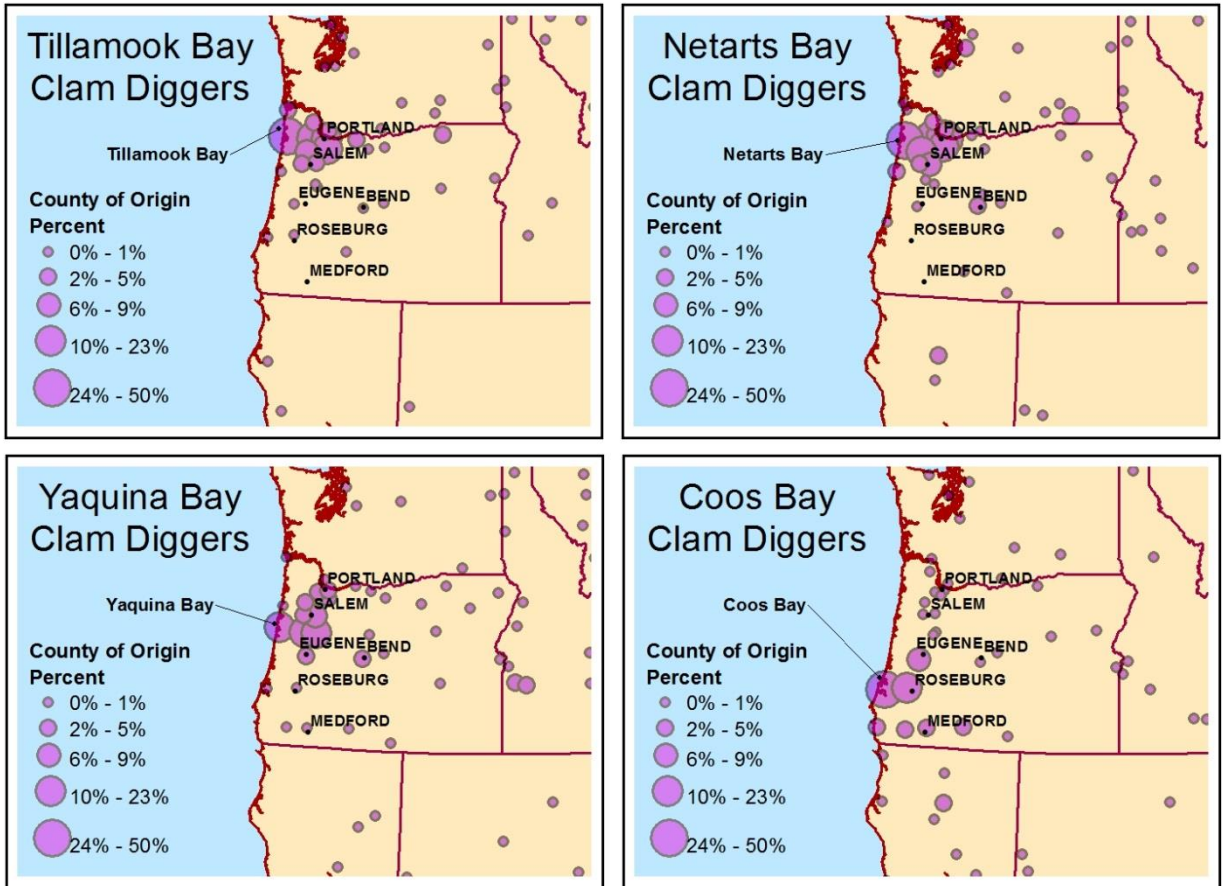 Tillamook Bay
Clam Diggers
PORTLAND
Tillamook Bay
SALEM
County of Origin
Percent
EUGENE
BEND
0% - 1%
ROSEBURG
2% - 5%
MEDFORD
6% - 9%
10% - 23%
24% - 50%
Netarts Bay
Clam Diggers
PORTLAND
Netarts Bay
SALEM
County of Origin
Percent
EUGENE
BEND
0% - 1%
ROSEBURG
2% - 5%
MEDFORD
6% - 9%
10% - 23%
24% - 50%
Yaquina Bay
Clam Diggers
PORTLAND
Yaquina Bay
SALEM
County of Origin
Percent
EUGENE
BEND
0% - 1%
ROSEBURG
2% - 5%
MEDFORD
6% - 9%
10% - 23%
24% - 50%
Coos Bay
Clam Diggers
PORTLAND
Coos Bay
SALEM
County of Origin
Percent
EUGENE
BEND
0% - 1%
ROSEBURG
2% - 5%
MEDFORD
6% - 9%
10% - 23%
24% - 50%